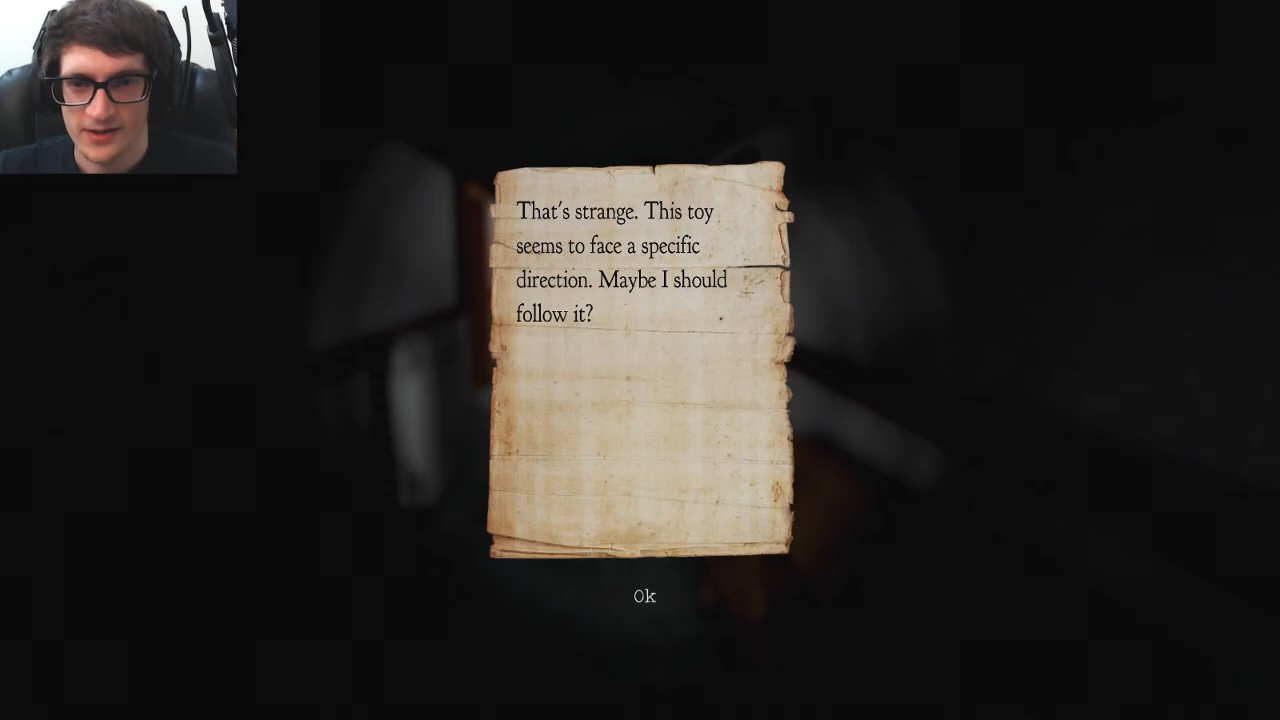 That's strange. This toy
seems to face a specific
direction. Maybe I should
follow it?
Ok